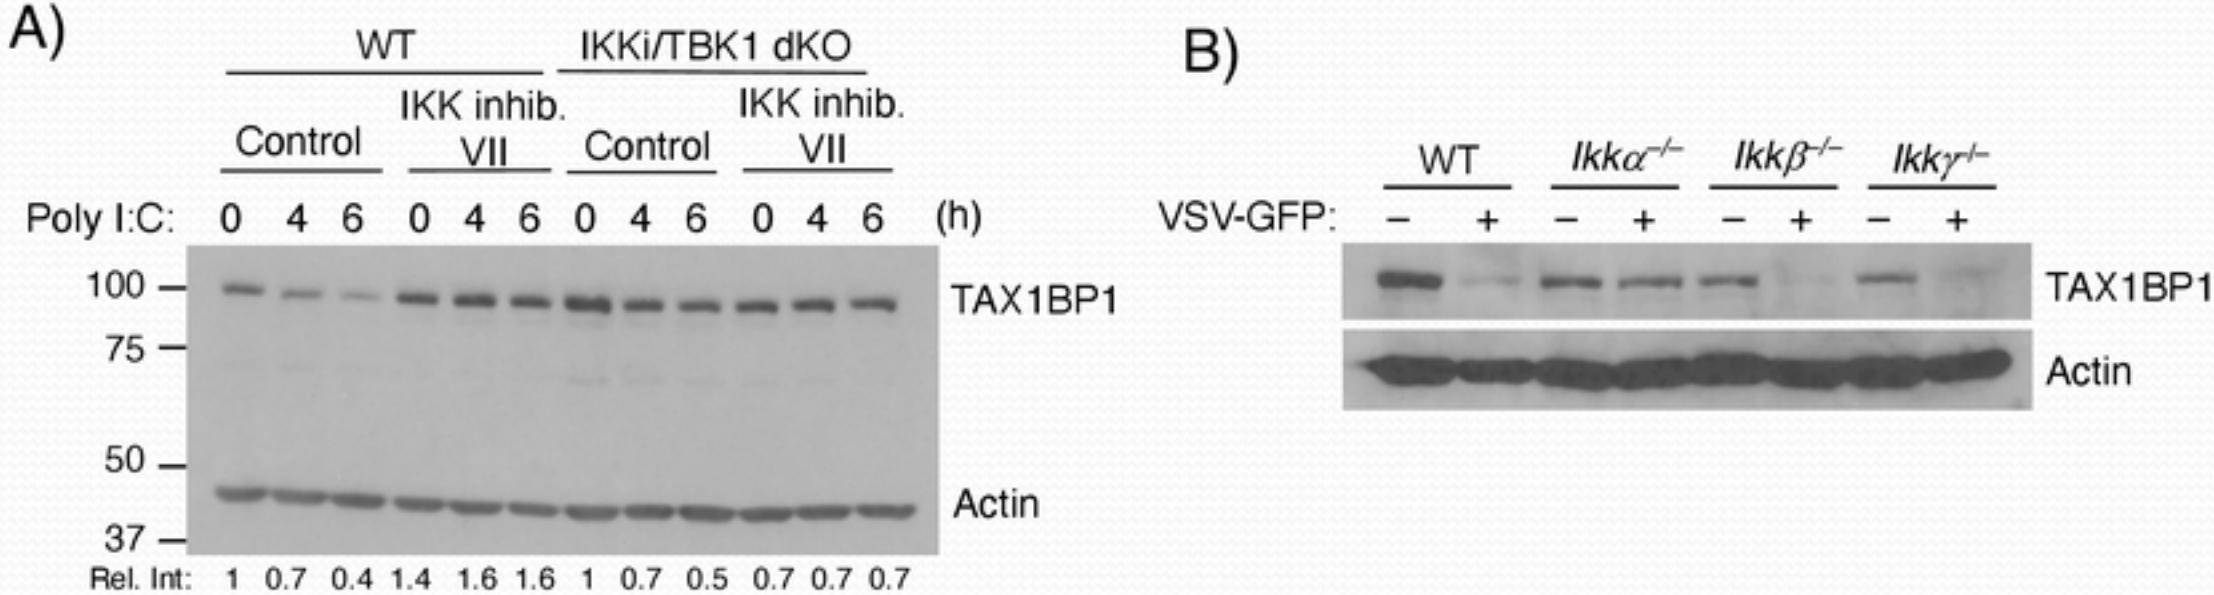 A)
WT IKKi/TBK1 dKO
Control IKK inhib. VII Control IKK inhib. VII
Poly I:C: 0 4 6 0 4 6 0 4 6 0 4 6 (h)
100
TAX1BP1
75
50
Actin
37
Rel. Int: 1 0.7 0.4 1.4 1.6 1.6 1 0.7 0.5 0.7 0.7 0.7
B)
WT Ikkα–/– Ikkβ–/– Ikkγ–/–
VSV-GFP: – + – + – + – +
TAX1BP1
Actin